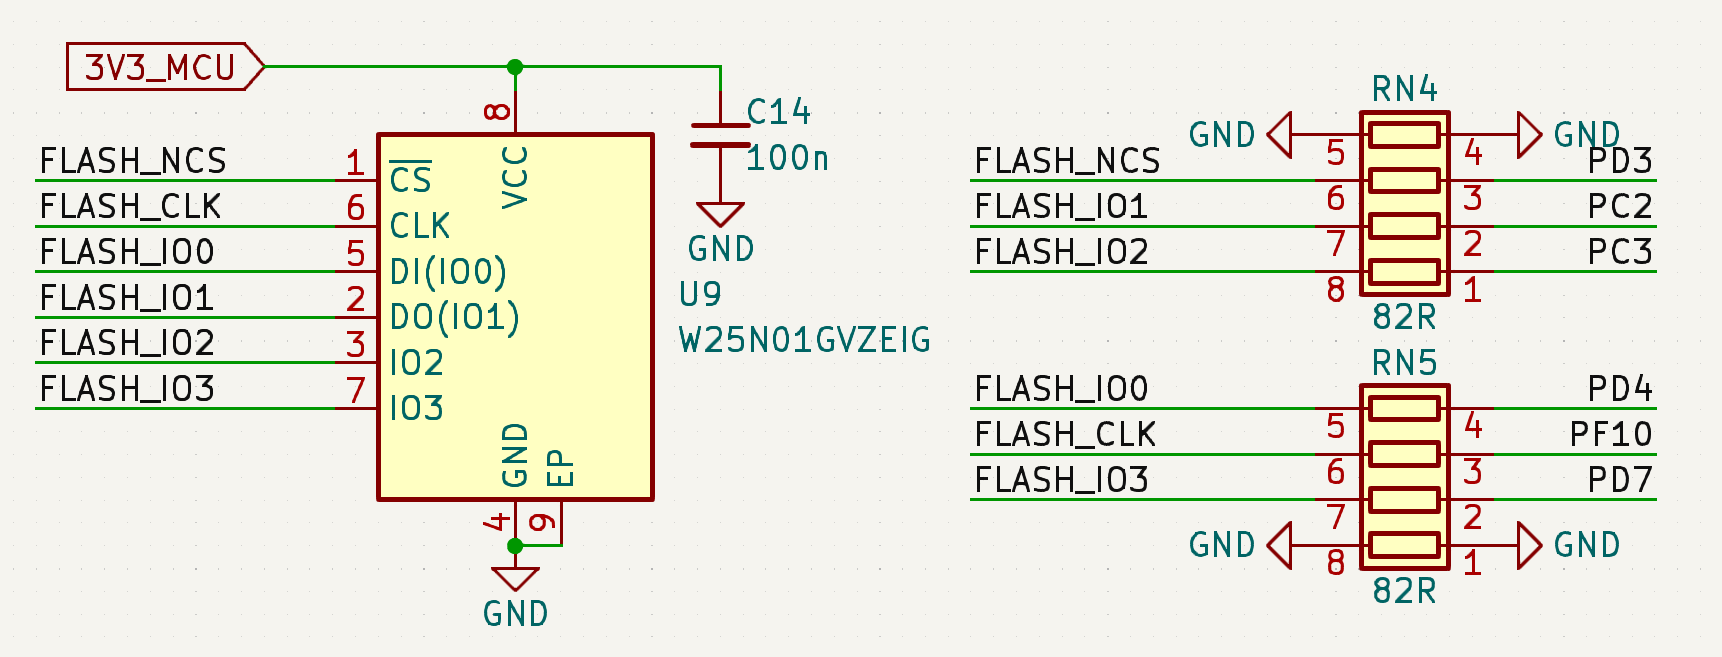 3V3_MCU
8
C14
100n
GND
U9
W25N01GVZEIG
FLASH_NCS 1 CS
FLASH_CLK 6 CLK
FLASH_IO0 5 DI(IO0)
FLASH_IO1 2 DO(IO1)
FLASH_IO2 3 IO2
FLASH_IO3 7 IO3
VCC
GND
EP
4
9
GND
RN4
GND 5 4 GND
FLASH_NCS 6 3 PD3
FLASH_IO1 7 2 PC2
FLASH_IO2 8 1 PC3
82R
RN5
FLASH_IO0 5 4 PD4
FLASH_CLK 6 3 PF10
FLASH_IO3 7 2 PD7
GND 8 1 GND
82R